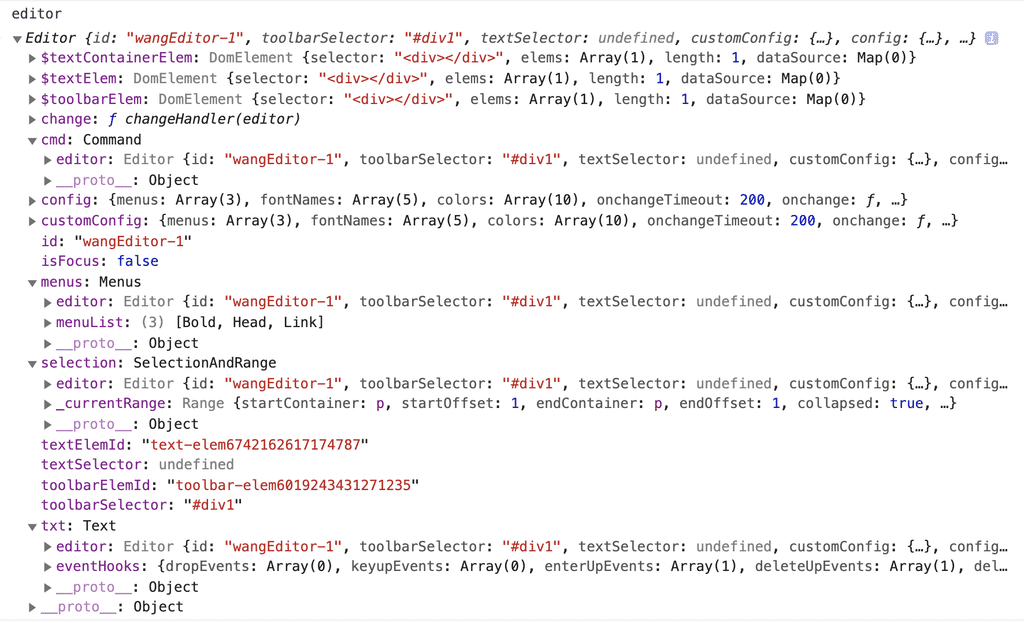 editor
▼Editor {id: "wangEditor-1", toolbarSelector: "#div1", textSelector: undefined, customConfig: {…}, config: {…}, …} i
▶$textContainerElem: DomElement {selector: "<div></div>", elems: Array(1), length: 1, dataSource: Map(0)}
▶$textElem: DomElement {selector: "<div></div>", elems: Array(1), length: 1, dataSource: Map(0)}
▶$toolbarElem: DomElement {selector: "<div></div>", elems: Array(1), length: 1, dataSource: Map(0)}
▶change: ƒ changeHandler(editor)
▼cmd: Command
▶editor: Editor {id: "wangEditor-1", toolbarSelector: "#div1", textSelector: undefined, customConfig: {…}, config…
▶__proto__: Object
▶config: {menus: Array(3), fontNames: Array(5), colors: Array(10), onchangeTimeout: 200, onchange: ƒ, …}
▶customConfig: {menus: Array(3), fontNames: Array(5), colors: Array(10), onchangeTimeout: 200, onchange: ƒ, …}
id: "wangEditor-1"
isFocus: false
▼menus: Menus
▶editor: Editor {id: "wangEditor-1", toolbarSelector: "#div1", textSelector: undefined, customConfig: {…}, config…
▶menuList: (3) [Bold, Head, Link]
▶__proto__: Object
▼selection: SelectionAndRange
▶editor: Editor {id: "wangEditor-1", toolbarSelector: "#div1", textSelector: undefined, customConfig: {…}, config…
▶_currentRange: Range {startContainer: p, startOffset: 1, endContainer: p, endOffset: 1, collapsed: true, …}
▶__proto__: Object
textElemId: "text-elem6742162617174787"
textSelector: undefined
toolbarElemId: "toolbar-elem6019243431271235"
toolbarSelector: "#div1"
▼txt: Text
▶editor: Editor {id: "wangEditor-1", toolbarSelector: "#div1", textSelector: undefined, customConfig: {…}, config…
▶eventHooks: {dropEvents: Array(0), keyupEvents: Array(0), enterUpEvents: Array(1), deleteUpEvents: Array(1), del…
▶__proto__: Object
▶__proto__: Object